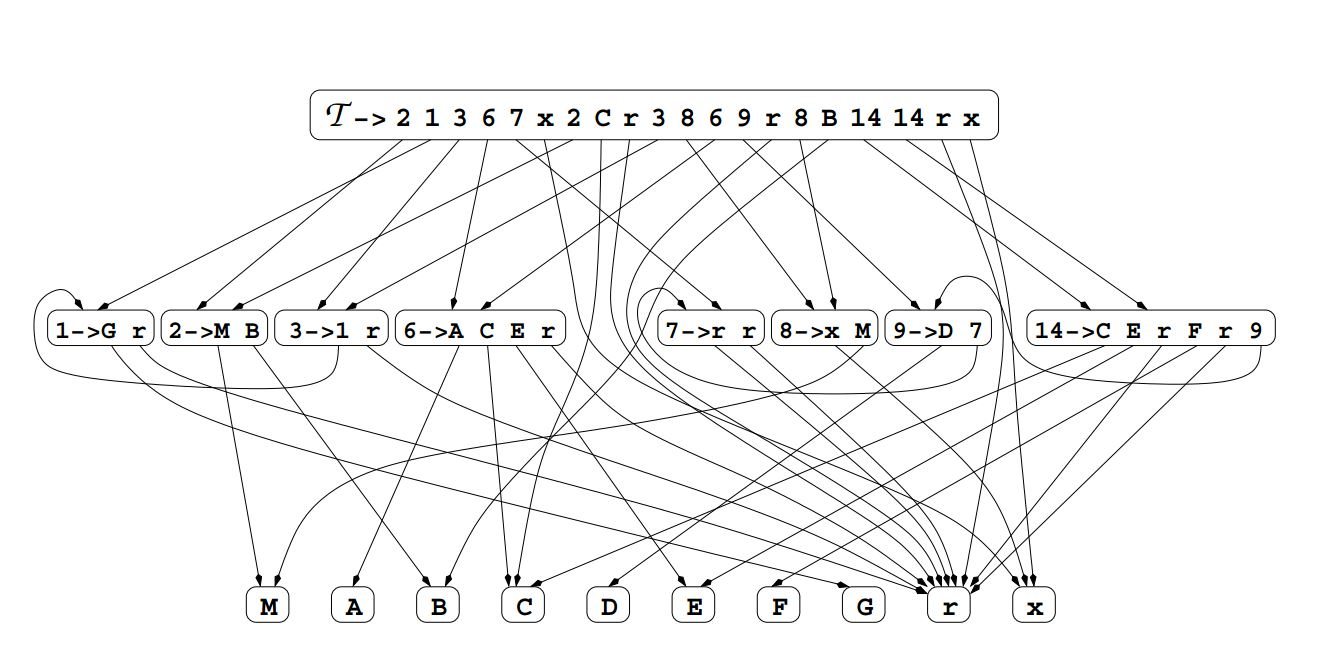 𝒯-> 2 1 3 6 7 x 2 C r 3 8 6 9 r 8 B 14 14 r x
1->G r 2->M B 3->1 r 6->A C E r 7->r r 8->x M 9->D 7 14->C E r F r 9
M A B C D E F G r x